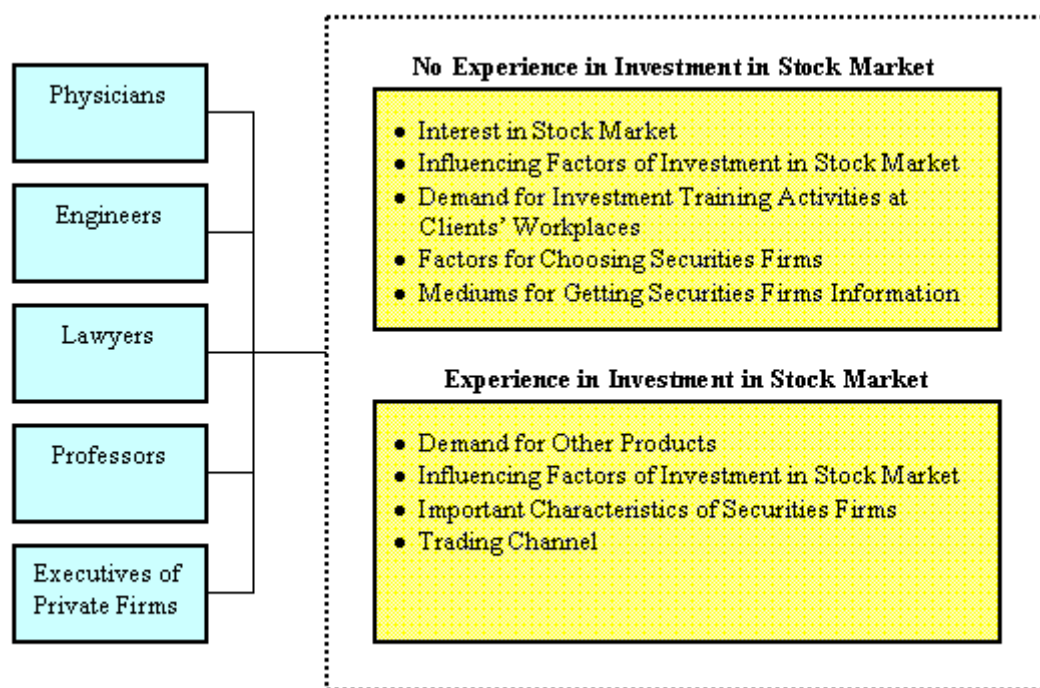 Physicians
Engineers
Lawyers
Professors
Executives of
Private Firms
No Experience in Investment in Stock Market
● Interest in Stock Market
● Influencing Factors of Investment in Stock Market
● Demand for Investment Training Activities at
Clients’ Workplaces
● Factors for Choosing Securities Firms
● Mediums for Getting Securities Firms Information
Experience in Investment in Stock Market
● Demand for Other Products
● Influencing Factors of Investment in Stock Market
● Important Characteristics of Securities Firms
● Trading Channel